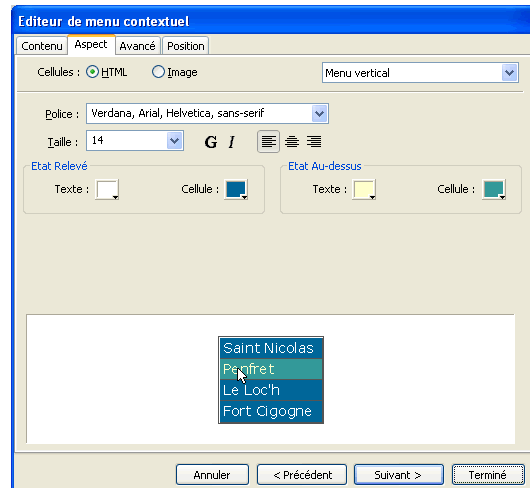 Editeur de menu contextuel
Contenu Aspect Avancé Position
Cellules : HTML Image Menu vertical
Police : Verdana, Arial, Helvetica, sans-serif
Taille : 14 G I
Etat Relevé Etat Au-dessus
Texte : Cellule : Texte : Cellule :
Saint Nicolas
Penfret
Le Loc'h
Fort Cigogne
Annuler < Précédent Suivant > Terminé